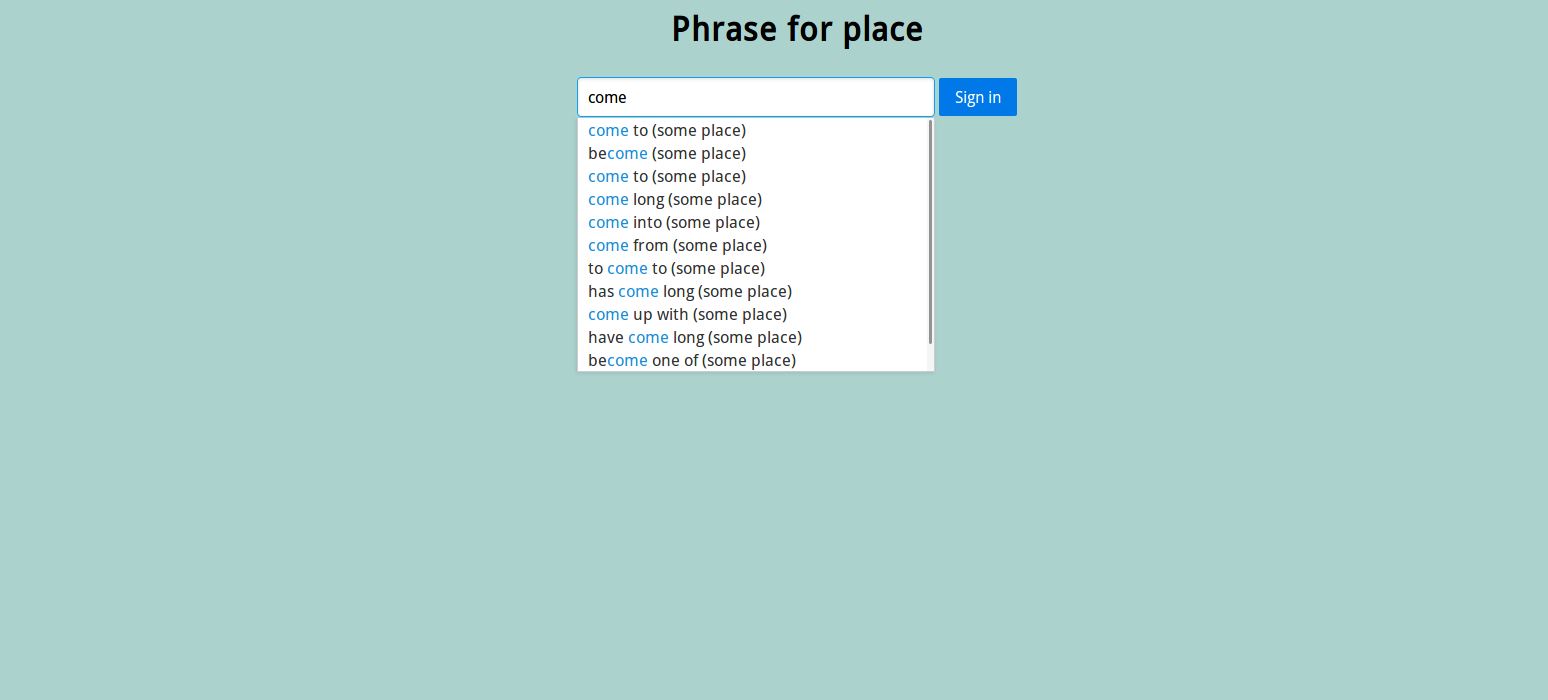 Phrase for place
come Sign in
come to (some place)
become (some place)
come to (some place)
come long (some place)
come into (some place)
come from (some place)
to come to (some place)
has come long (some place)
come up with (some place)
have come long (some place)
become one of (some place)